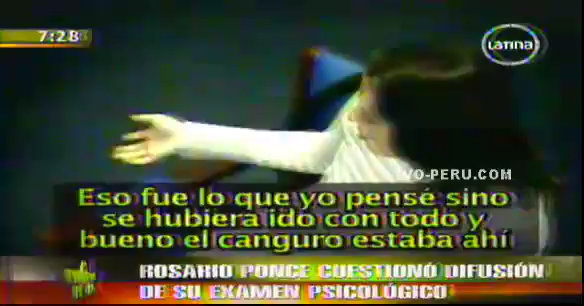 7:28
LATINA
VO-PERU.COM
Eso fue lo que yo pensé sino
se hubiera ido con todo y
bueno el canguro estaba ahí
ROSARIO PONCE CUESTIONÓ DIFUSIÓN
DE SU EXAMEN PSICOLÓGICO